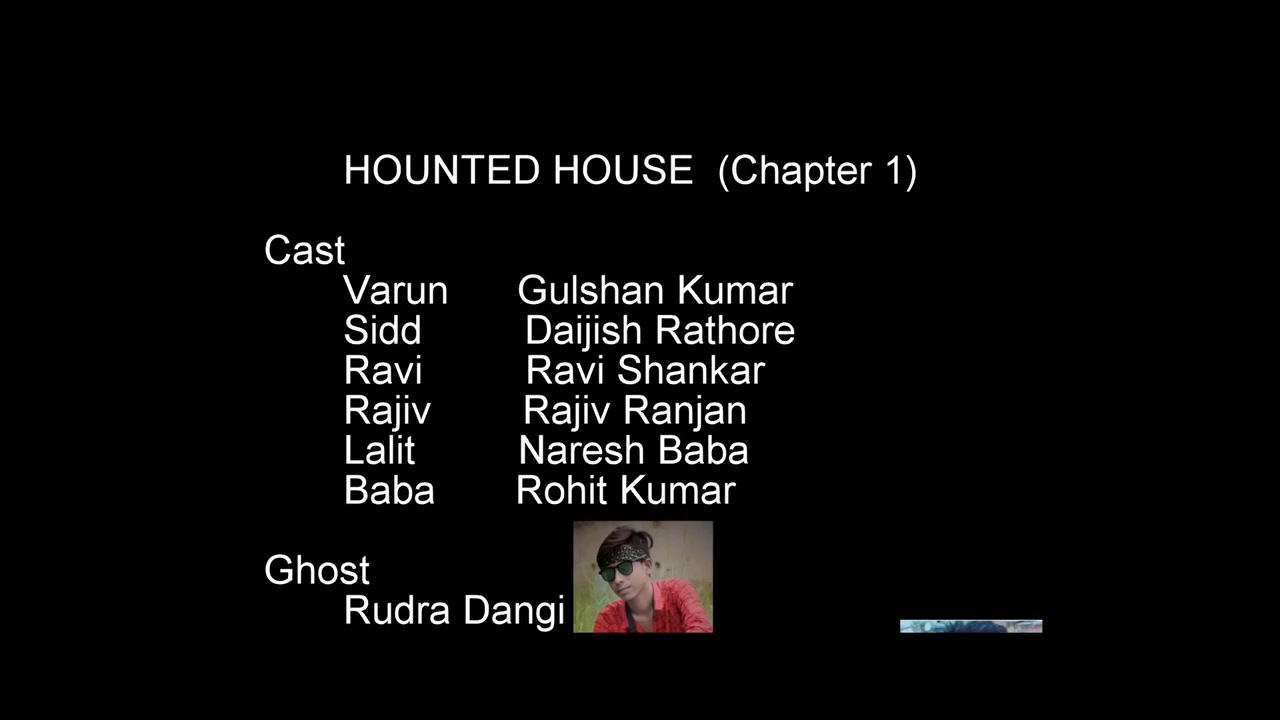 HOUNTED HOUSE (Chapter 1)
Cast
Varun Gulshan Kumar
Sidd Daijish Rathore
Ravi Ravi Shankar
Rajiv Rajiv Ranjan
Lalit Naresh Baba
Baba Rohit Kumar
Ghost
Rudra Dangi